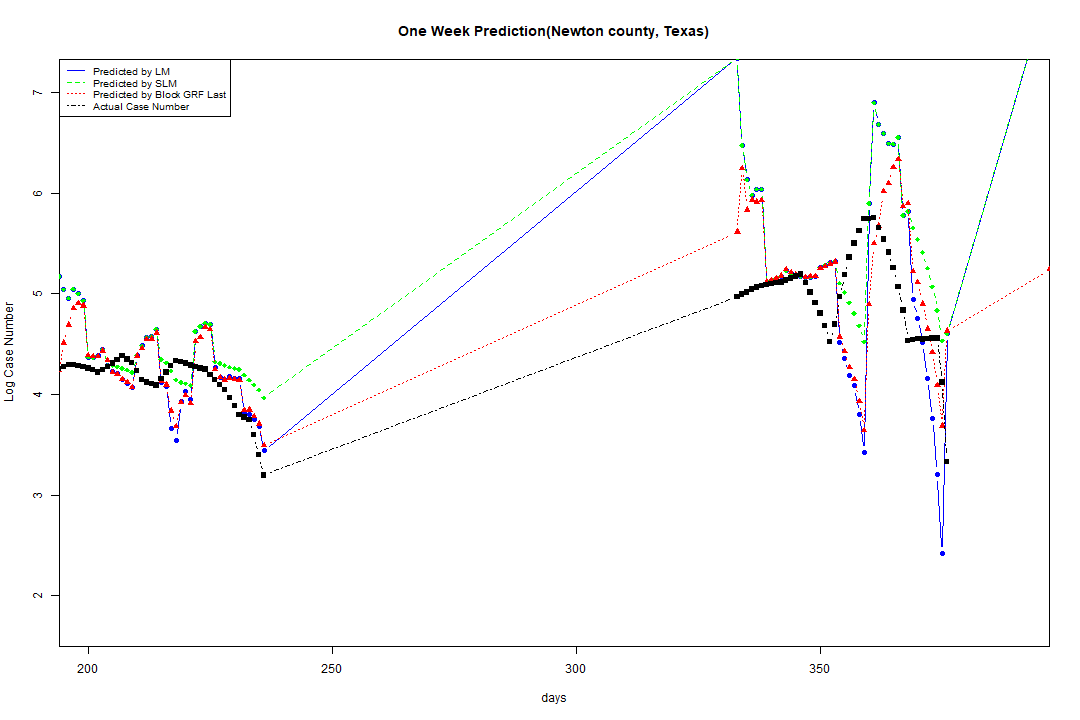 One Week Prediction(Newton county, Texas)
Predicted by LM
Predicted by SLM
Predicted by Block GRF Last
Actual Case Number
7
6
5
4
3
2
Log Case Number
200
250
300
350
days